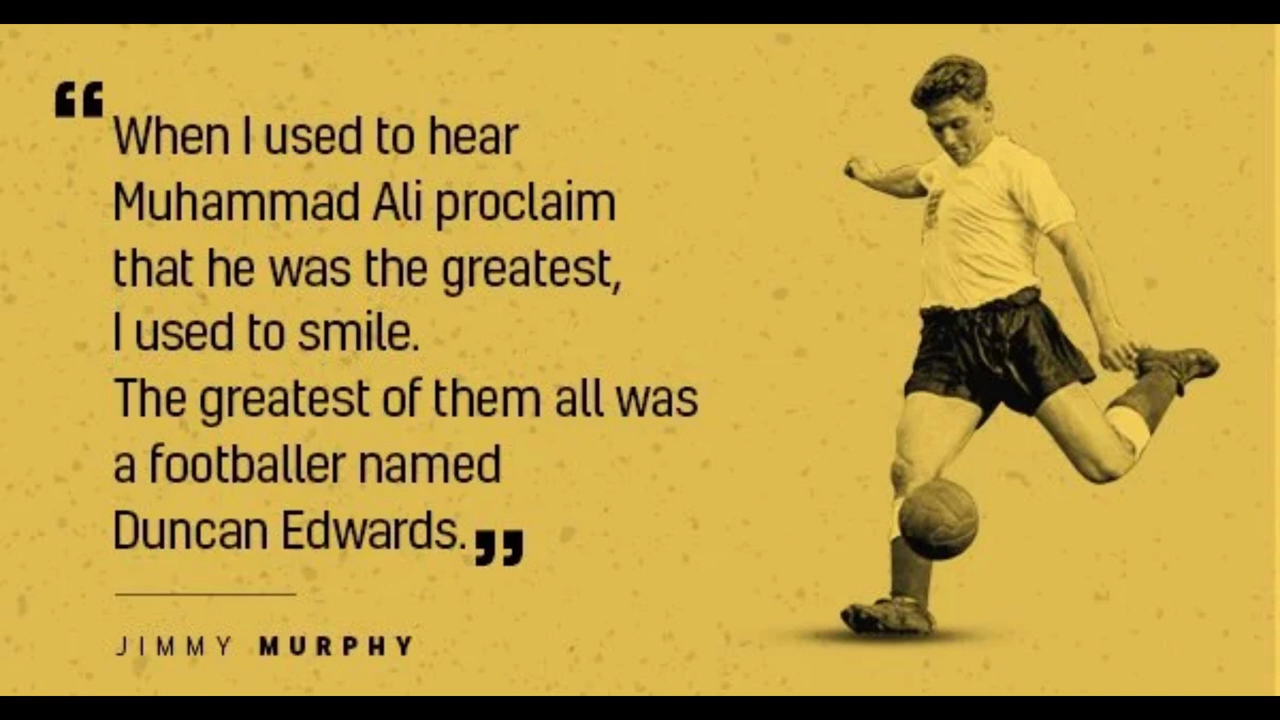 “When I used to hear
Muhammad Ali proclaim
that he was the greatest,
I used to smile.
The greatest of them all was
a footballer named
Duncan Edwards.”
JIMMY MURPHY